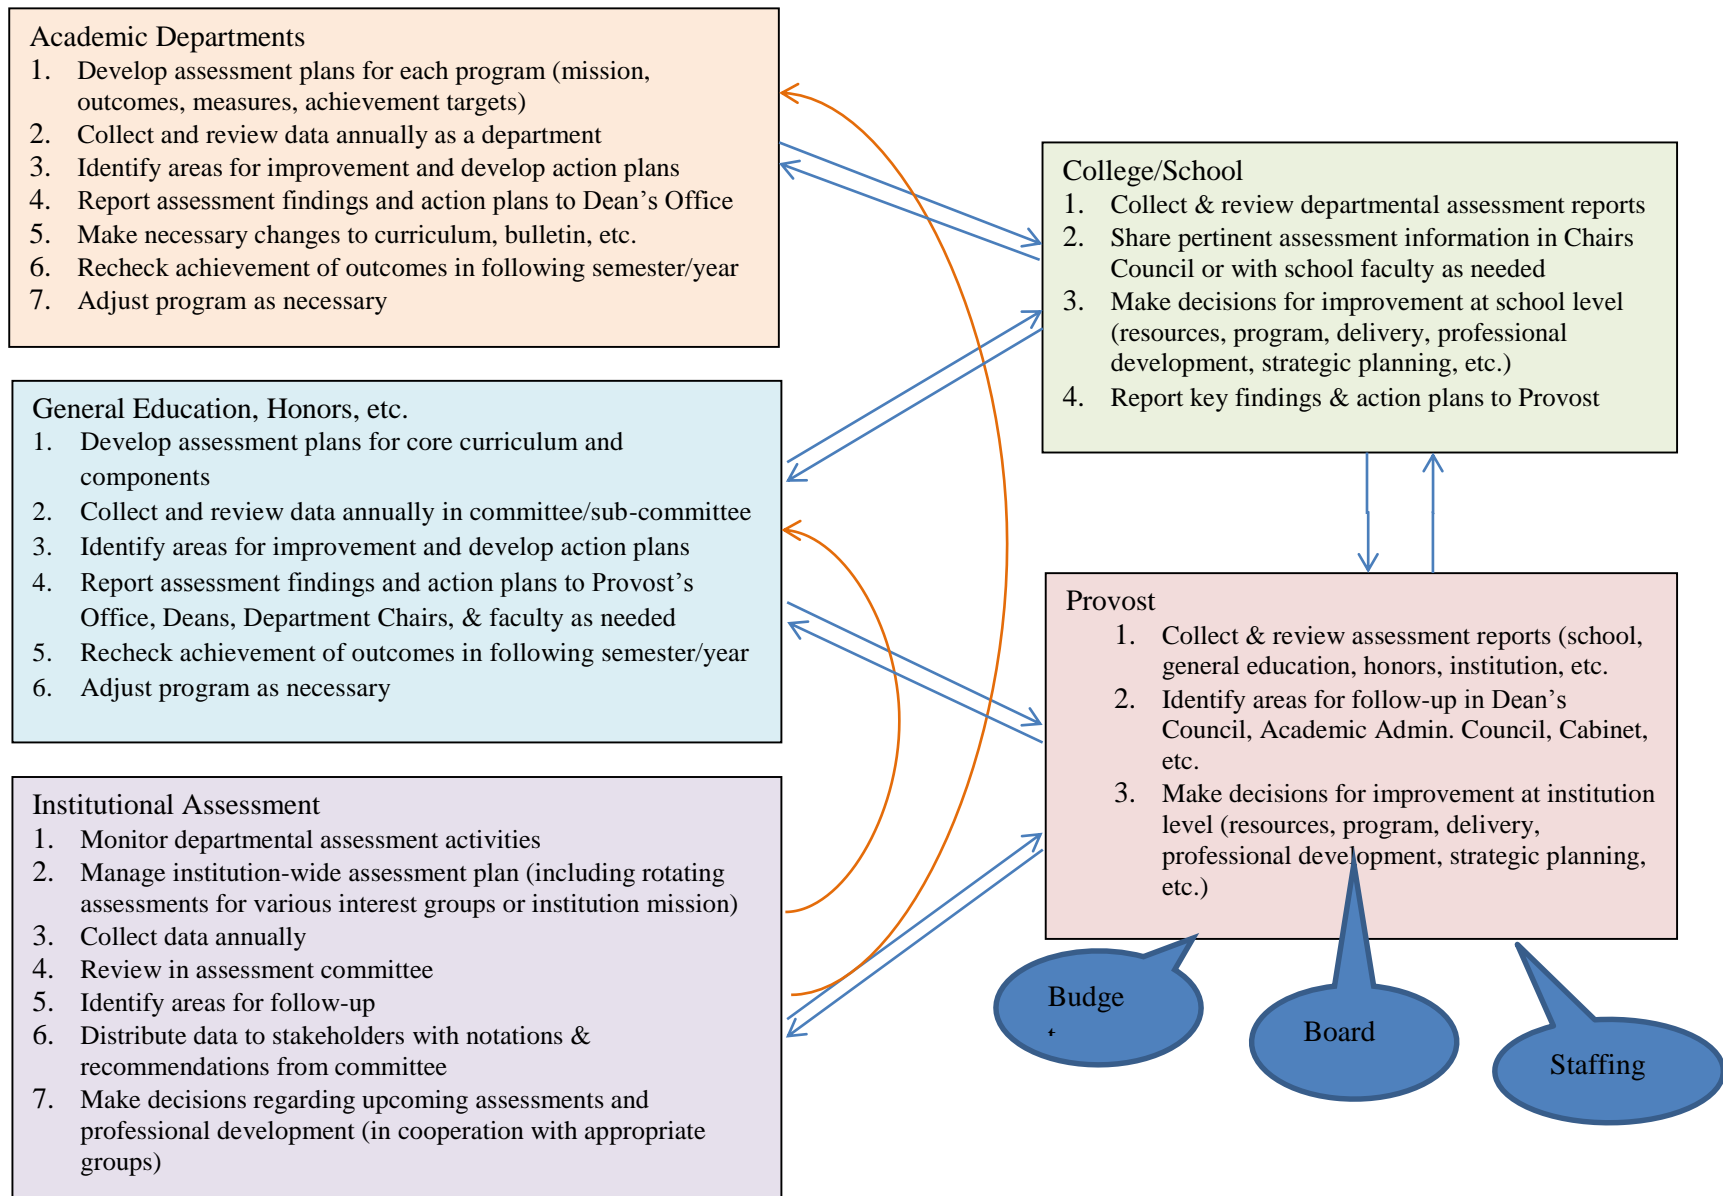 Academic Departments
1. Develop assessment plans for each program (mission,
outcomes, measures, achievement targets)
2. Collect and review data annually as a department
3. Identify areas for improvement and develop action plans
4. Report assessment findings and action plans to Dean’s Office
5. Make necessary changes to curriculum, bulletin, etc.
6. Recheck achievement of outcomes in following semester/year
7. Adjust program as necessary
General Education, Honors, etc.
1. Develop assessment plans for core curriculum and
components
2. Collect and review data annually in committee/sub-committee
3. Identify areas for improvement and develop action plans
4. Report assessment findings and action plans to Provost’s
Office, Deans, Department Chairs, & faculty as needed
5. Recheck achievement of outcomes in following semester/year
6. Adjust program as necessary
Institutional Assessment
1. Monitor departmental assessment activities
2. Manage institution-wide assessment plan (including rotating
assessments for various interest groups or institution mission)
3. Collect data annually
4. Review in assessment committee
5. Identify areas for follow-up
6. Distribute data to stakeholders with notations &
recommendations from committee
7. Make decisions regarding upcoming assessments and
professional development (in cooperation with appropriate
groups)
College/School
1. Collect & review departmental assessment reports
2. Share pertinent assessment information in Chairs
Council or with school faculty as needed
3. Make decisions for improvement at school level
(resources, program, delivery, professional
development, strategic planning, etc.)
4. Report key findings & action plans to Provost
Provost
1. Collect & review assessment reports (school,
general education, honors, institution, etc.
2. Identify areas for follow-up in Dean’s
Council, Academic Admin. Council, Cabinet,
etc.
3. Make decisions for improvement at institution
level (resources, program, delivery,
professional development, strategic planning,
etc.)
Budge
t
Board
Staffing